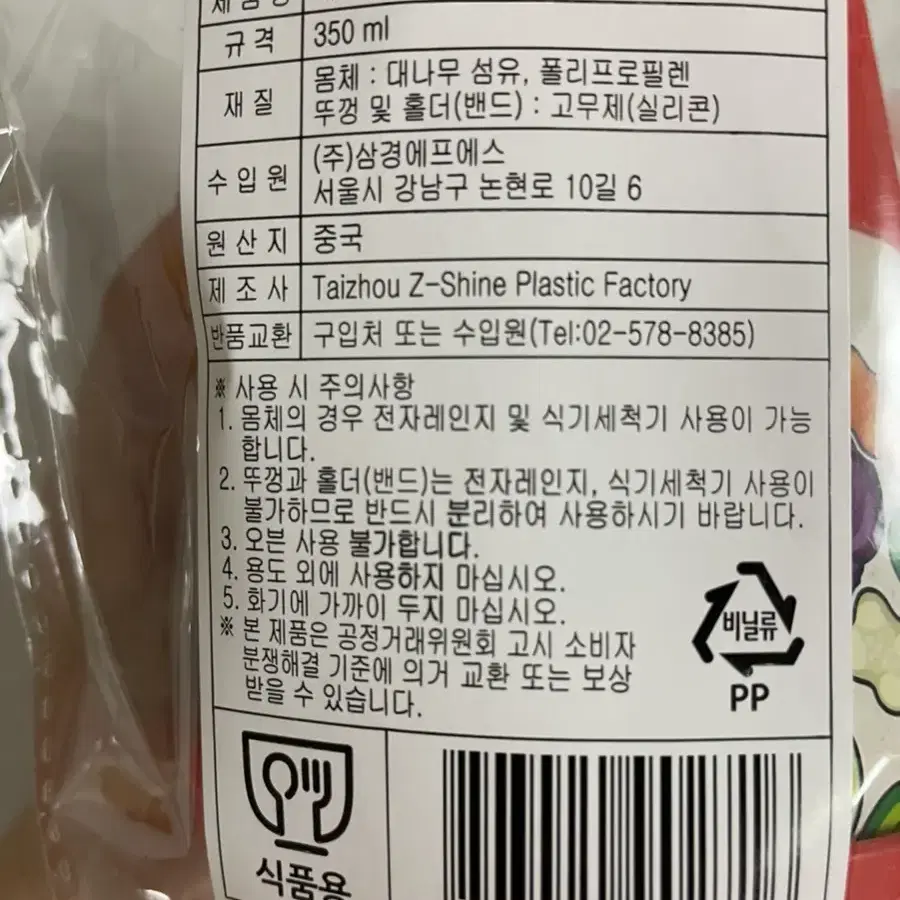 제품명
규격 350 ml
재질 몸체 : 대나무 섬유, 폴리프로필렌
뚜껑 및 홀더(밴드) : 고무제(실리콘)
수입원 (주)삼경에프에스
서울시 강남구 논현로 10길 6
원산지 중국
제조사 Taizhou Z-Shine Plastic Factory
반품교환 구입처 또는 수입원(Tel:02-578-8385)
※ 사용 시 주의사항
1. 몸체의 경우 전자레인지 및 식기세척기 사용이 가능
합니다.
2. 뚜껑과 홀더(밴드)는 전자레인지, 식기세척기 사용이
불가하므로 반드시 분리하여 사용하시기 바랍니다.
3. 오븐 사용 불가합니다.
4. 용도 외에 사용하지 마십시오.
5. 화기에 가까이 두지 마십시오.
※ 본 제품은 공정거래위원회 고시 소비자
분쟁해결 기준에 의거 교환 또는 보상
받을 수 있습니다.
비닐류
PP
식품용